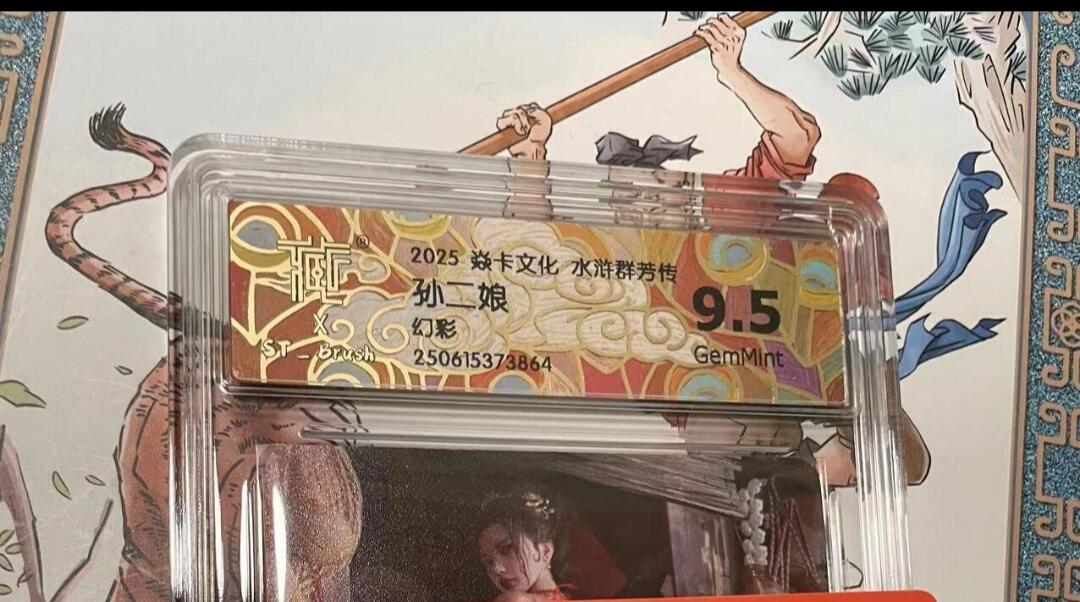 藏®
X
ST_Brush
2025 焱卡文化 水浒群芳传
孙二娘
幻彩
250615373864
9.5
GemMint